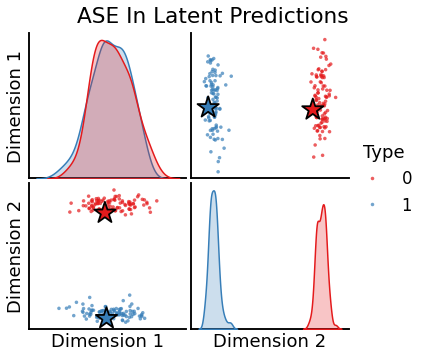 ASE In Latent Predictions
Dimension 1
Dimension 2
Type
0
1
Dimension 1
Dimension 2